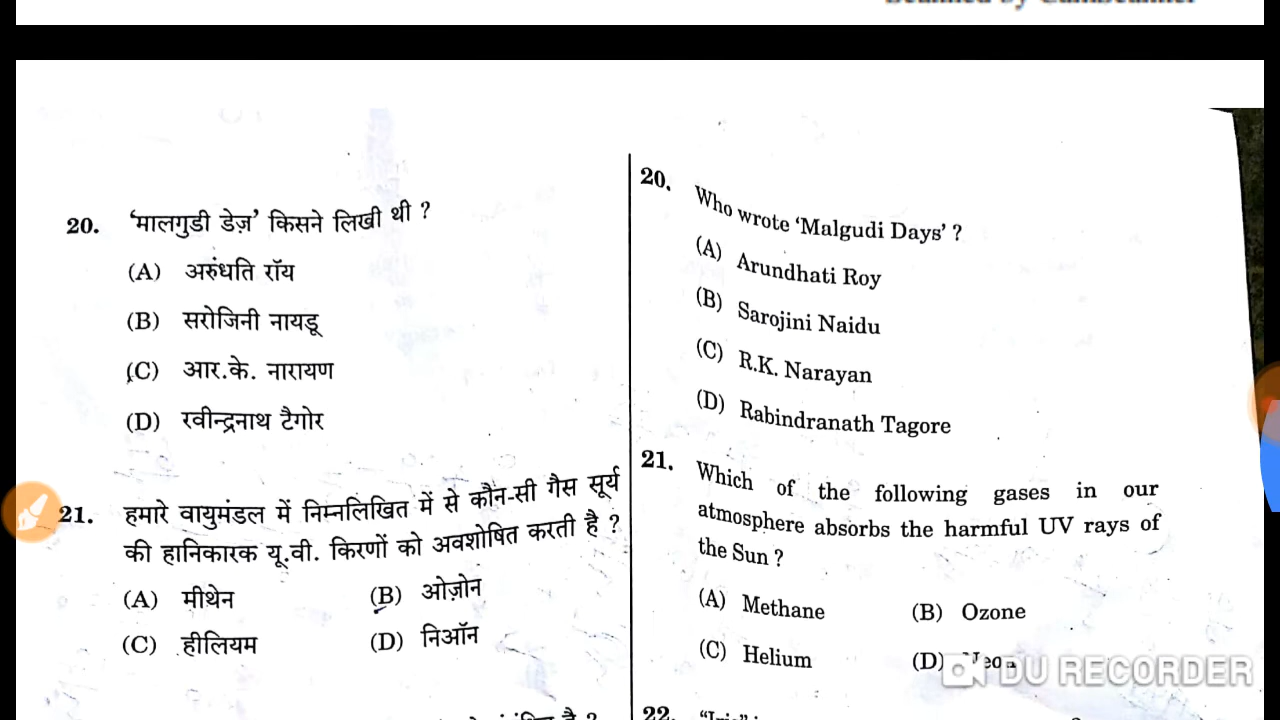 20. 'मालगुडी डेज़' किसने लिखी थी ?
(A) अरुंधति रॉय
(B) सरोजिनी नायडू
(C) आर.के. नारायण
(D) रवीन्द्रनाथ टैगोर
21. हमारे वायुमंडल में निम्नलिखित में से कौन-सी गैस सूर्य
की हानिकारक यू.वी. किरणों को अवशोषित करती है ?
(A) मीथेन (B) ओज़ोन
(C) हीलियम (D) निऑन
20. Who wrote 'Malgudi Days' ?
(A) Arundhati Roy
(B) Sarojini Naidu
(C) R.K. Narayan
(D) Rabindranath Tagore
21. Which of the following gases in our
atmosphere absorbs the harmful UV rays of
the Sun ?
(A) Methane (B) Ozone
(C) Helium (D) Neon
22.
DU RECORDER